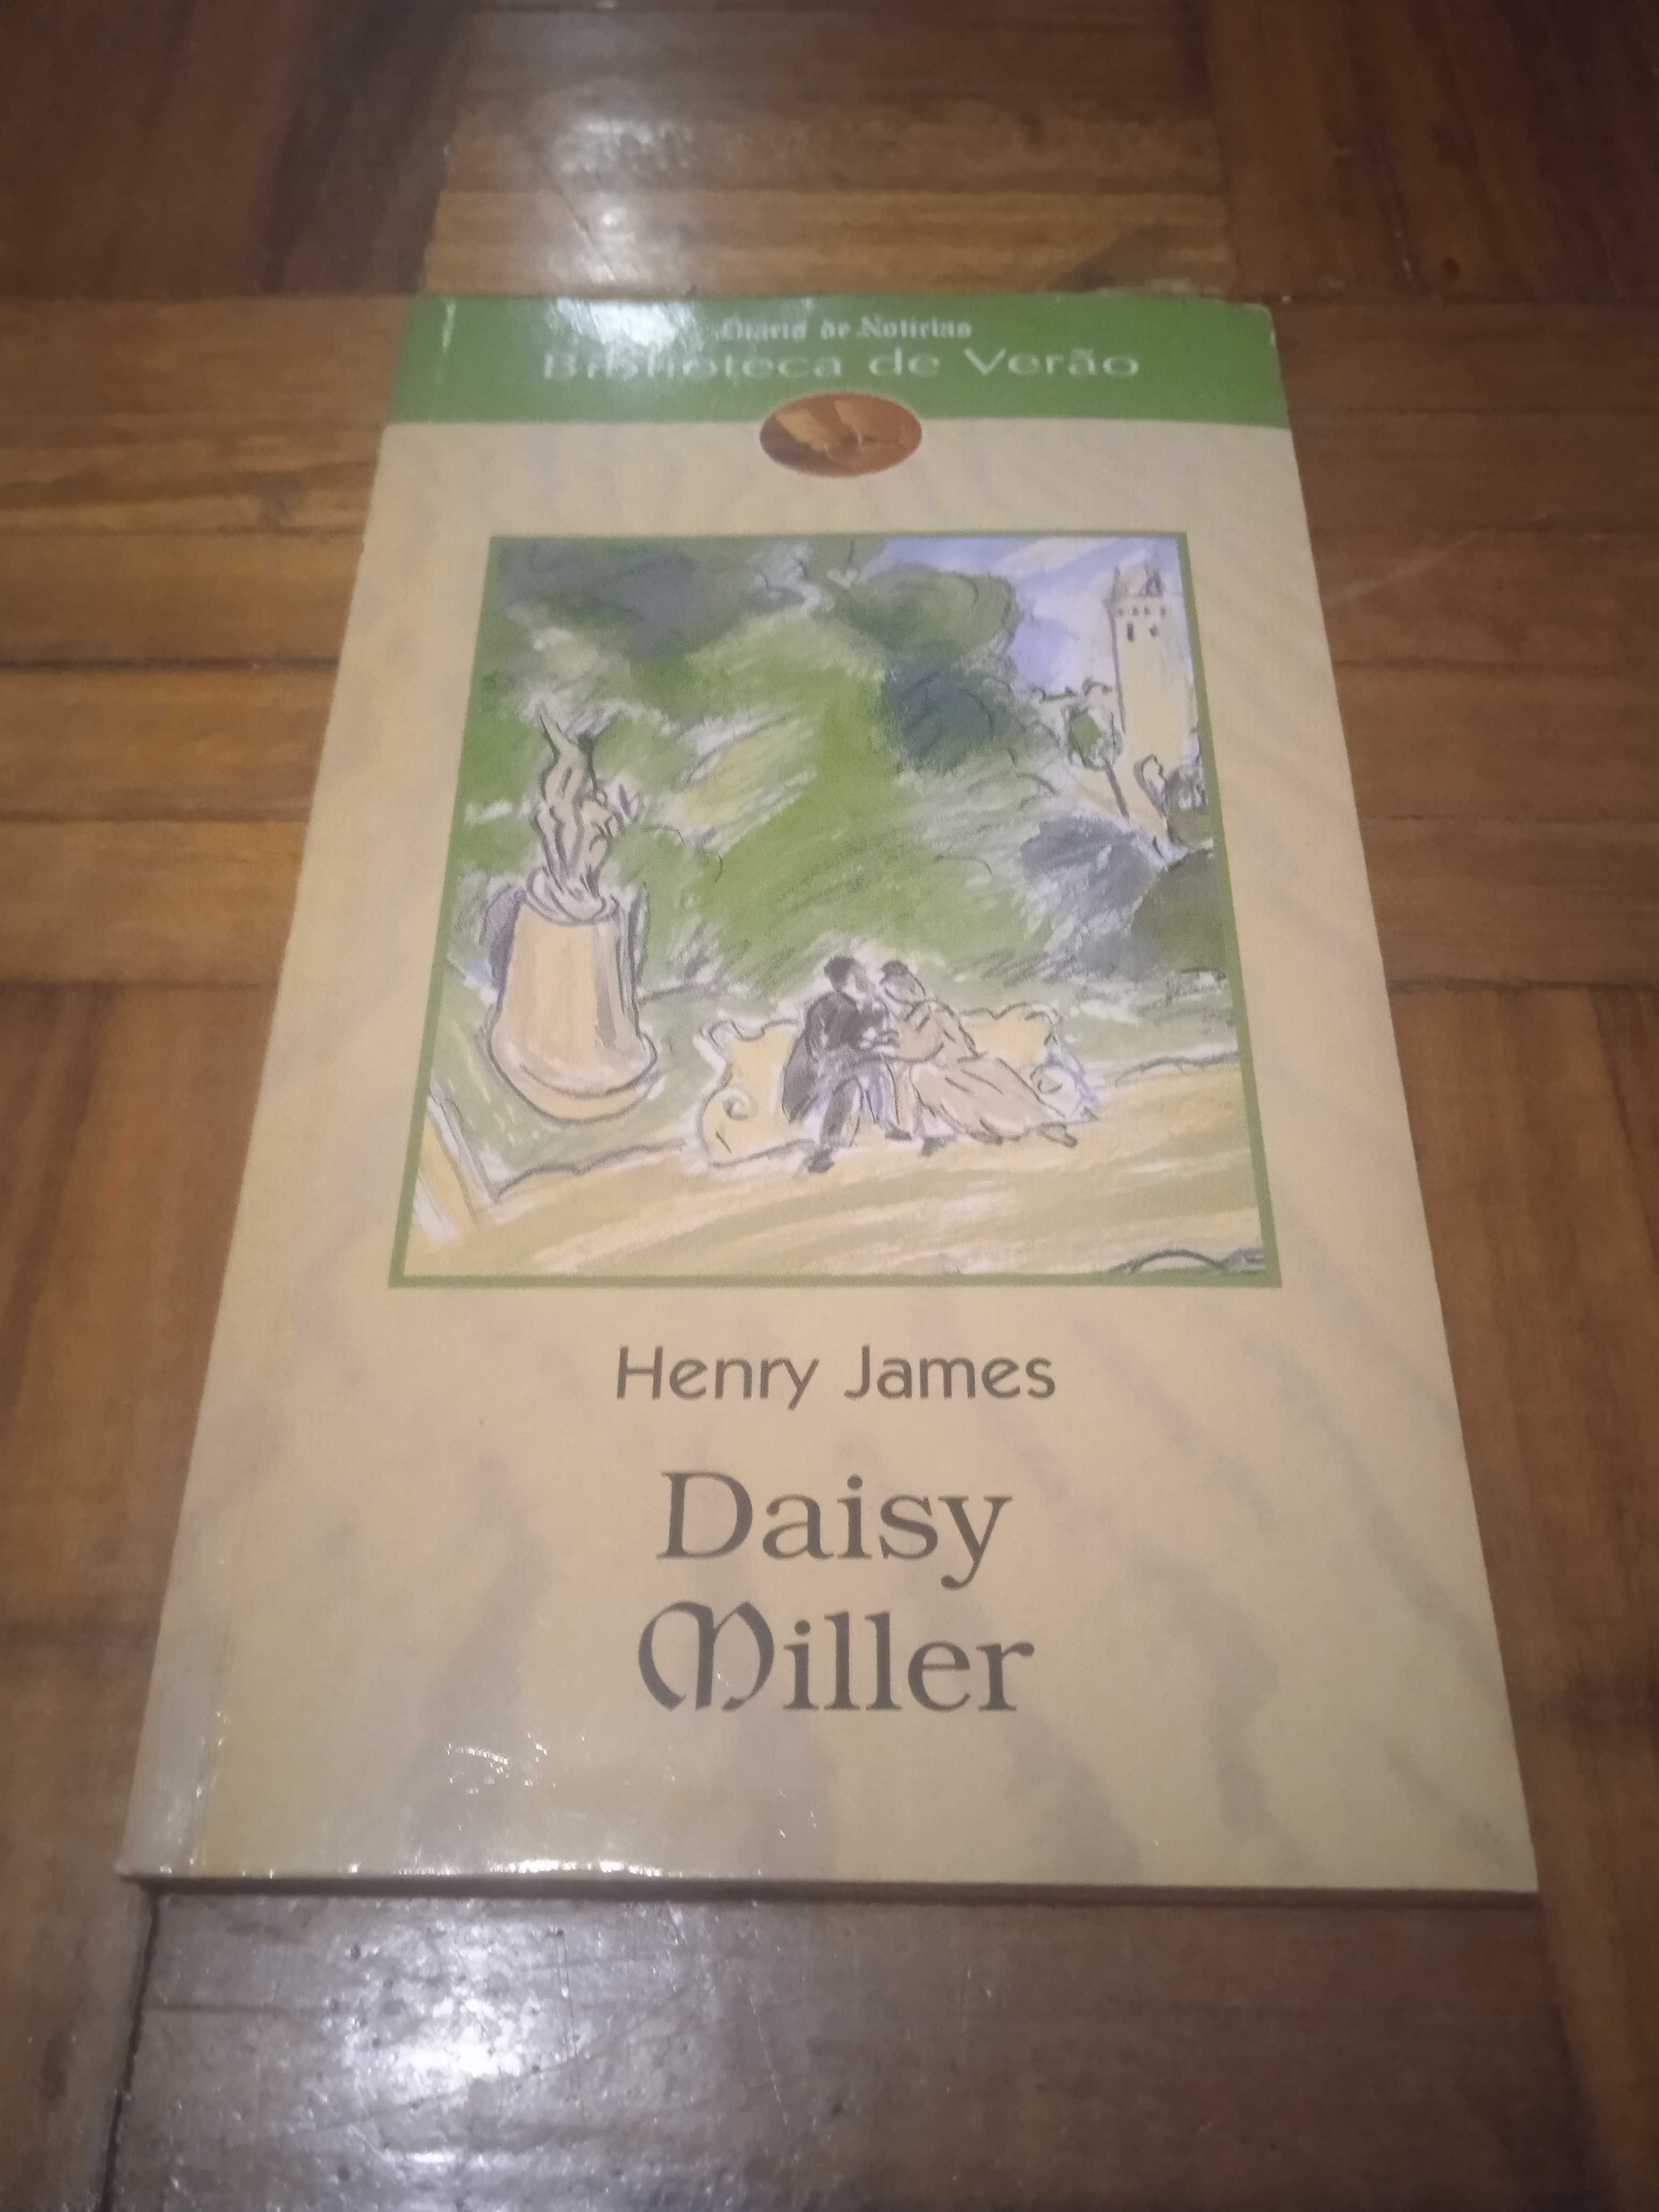 Diário de Notícias
Biblioteca de Verão
Henry James
Daisy
Miller